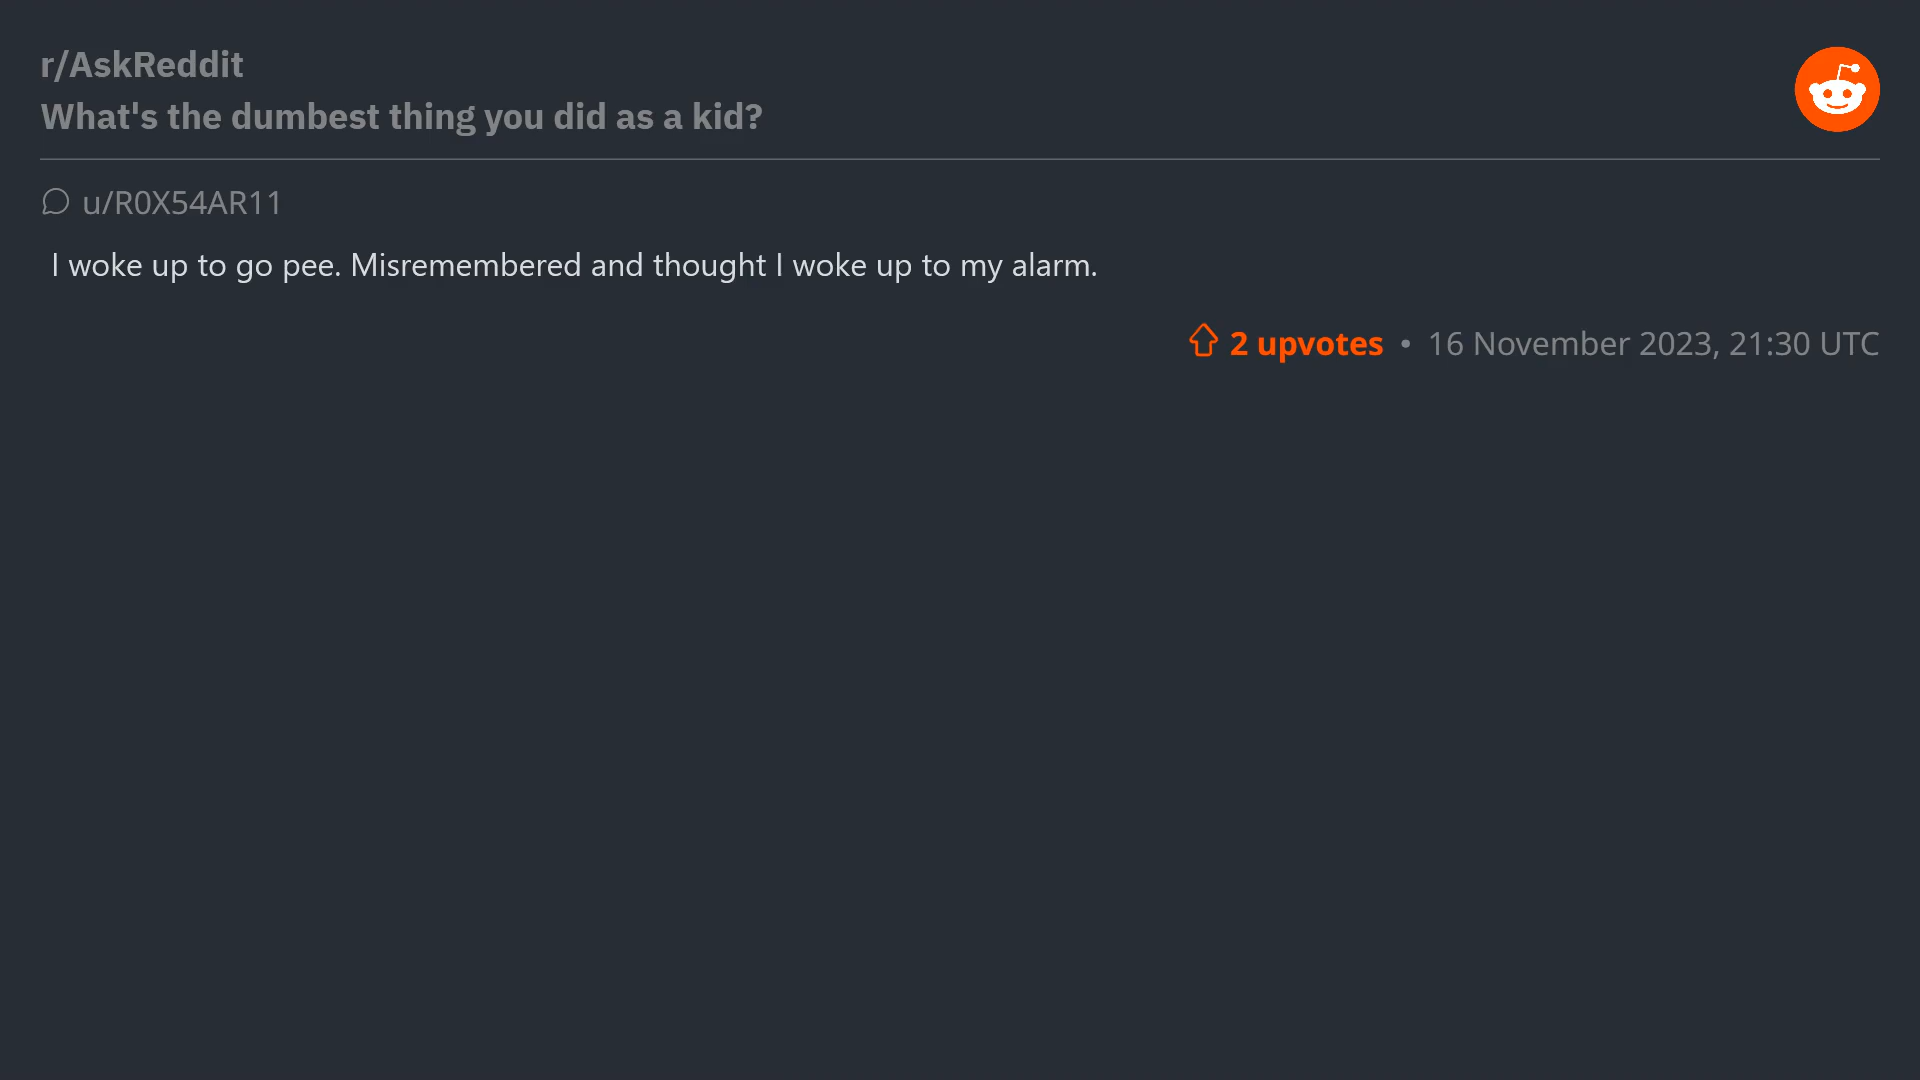 r/AskReddit
What's the dumbest thing you did as a kid?
u/R0X54AR11
I woke up to go pee. Misremembered and thought I woke up to my alarm.
2 upvotes • 16 November 2023, 21:30 UTC